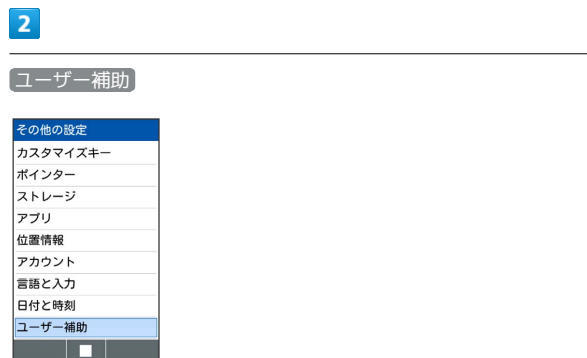 2
ユーザー補助
その他の設定
カスタマイズキー
ポインター
ストレージ
アプリ
位置情報
アカウント
言語と入力
日付と時刻
ユーザー補助